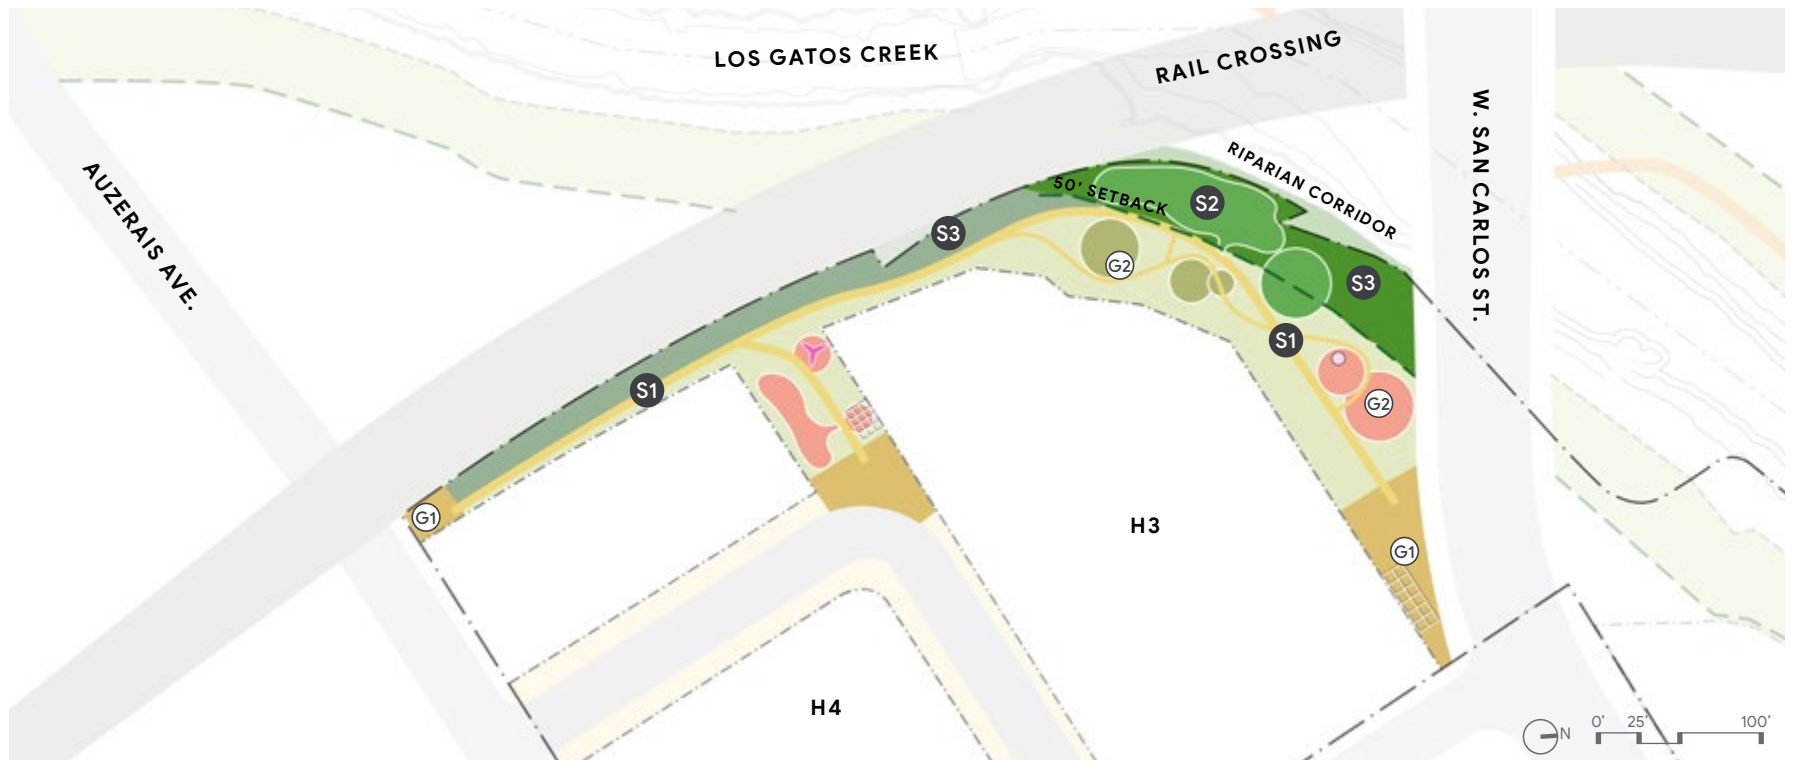 LOS GATOS CREEK
RAIL CROSSING
W. SAN CARLOS ST.
AUZERAIS AVE.
RIPARIAN CORRIDOR
50' SETBACK
S2
S3
G2
S3
S1
S1
G2
G1
H3
G1
H4
N
0' 25' 100'